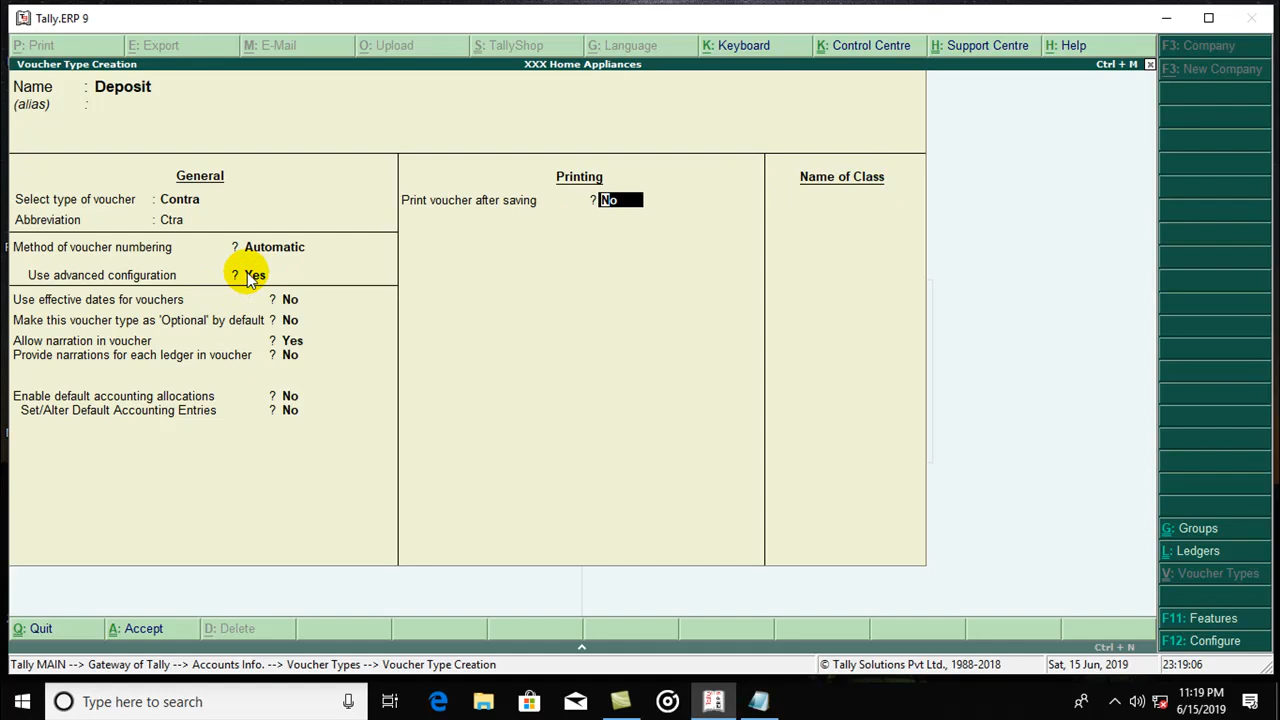 Tally.ERP 9
P: Print E: Export M: E-Mail O: Upload S: TallyShop G: Language K: Keyboard K: Control Centre H: Support Centre H: Help
F3: Company
Voucher Type Creation XXX Home Appliances Ctrl + M
F3: New Company
Name : Deposit
(alias) :
General Printing Name of Class
Select type of voucher : Contra Print voucher after saving ? No
Abbreviation : Ctra
Method of voucher numbering ? Automatic
Use advanced configuration ? Yes
Use effective dates for vouchers ? No
Make this voucher type as 'Optional' by default ? No
Allow narration in voucher ? Yes
Provide narrations for each ledger in voucher ? No
Enable default accounting allocations ? No
Set/Alter Default Accounting Entries ? No
G: Groups
L: Ledgers
V: Voucher Types
F11: Features
Q: Quit A: Accept D: Delete
F12: Configure
Ctrl + N
Tally MAIN --> Gateway of Tally --> Accounts Info. --> Voucher Types --> Voucher Type Creation © Tally Solutions Pvt Ltd., 1988-2018 Sat, 15 Jun, 2019 23:19:06
Type here to search
11:19 PM
6/15/2019